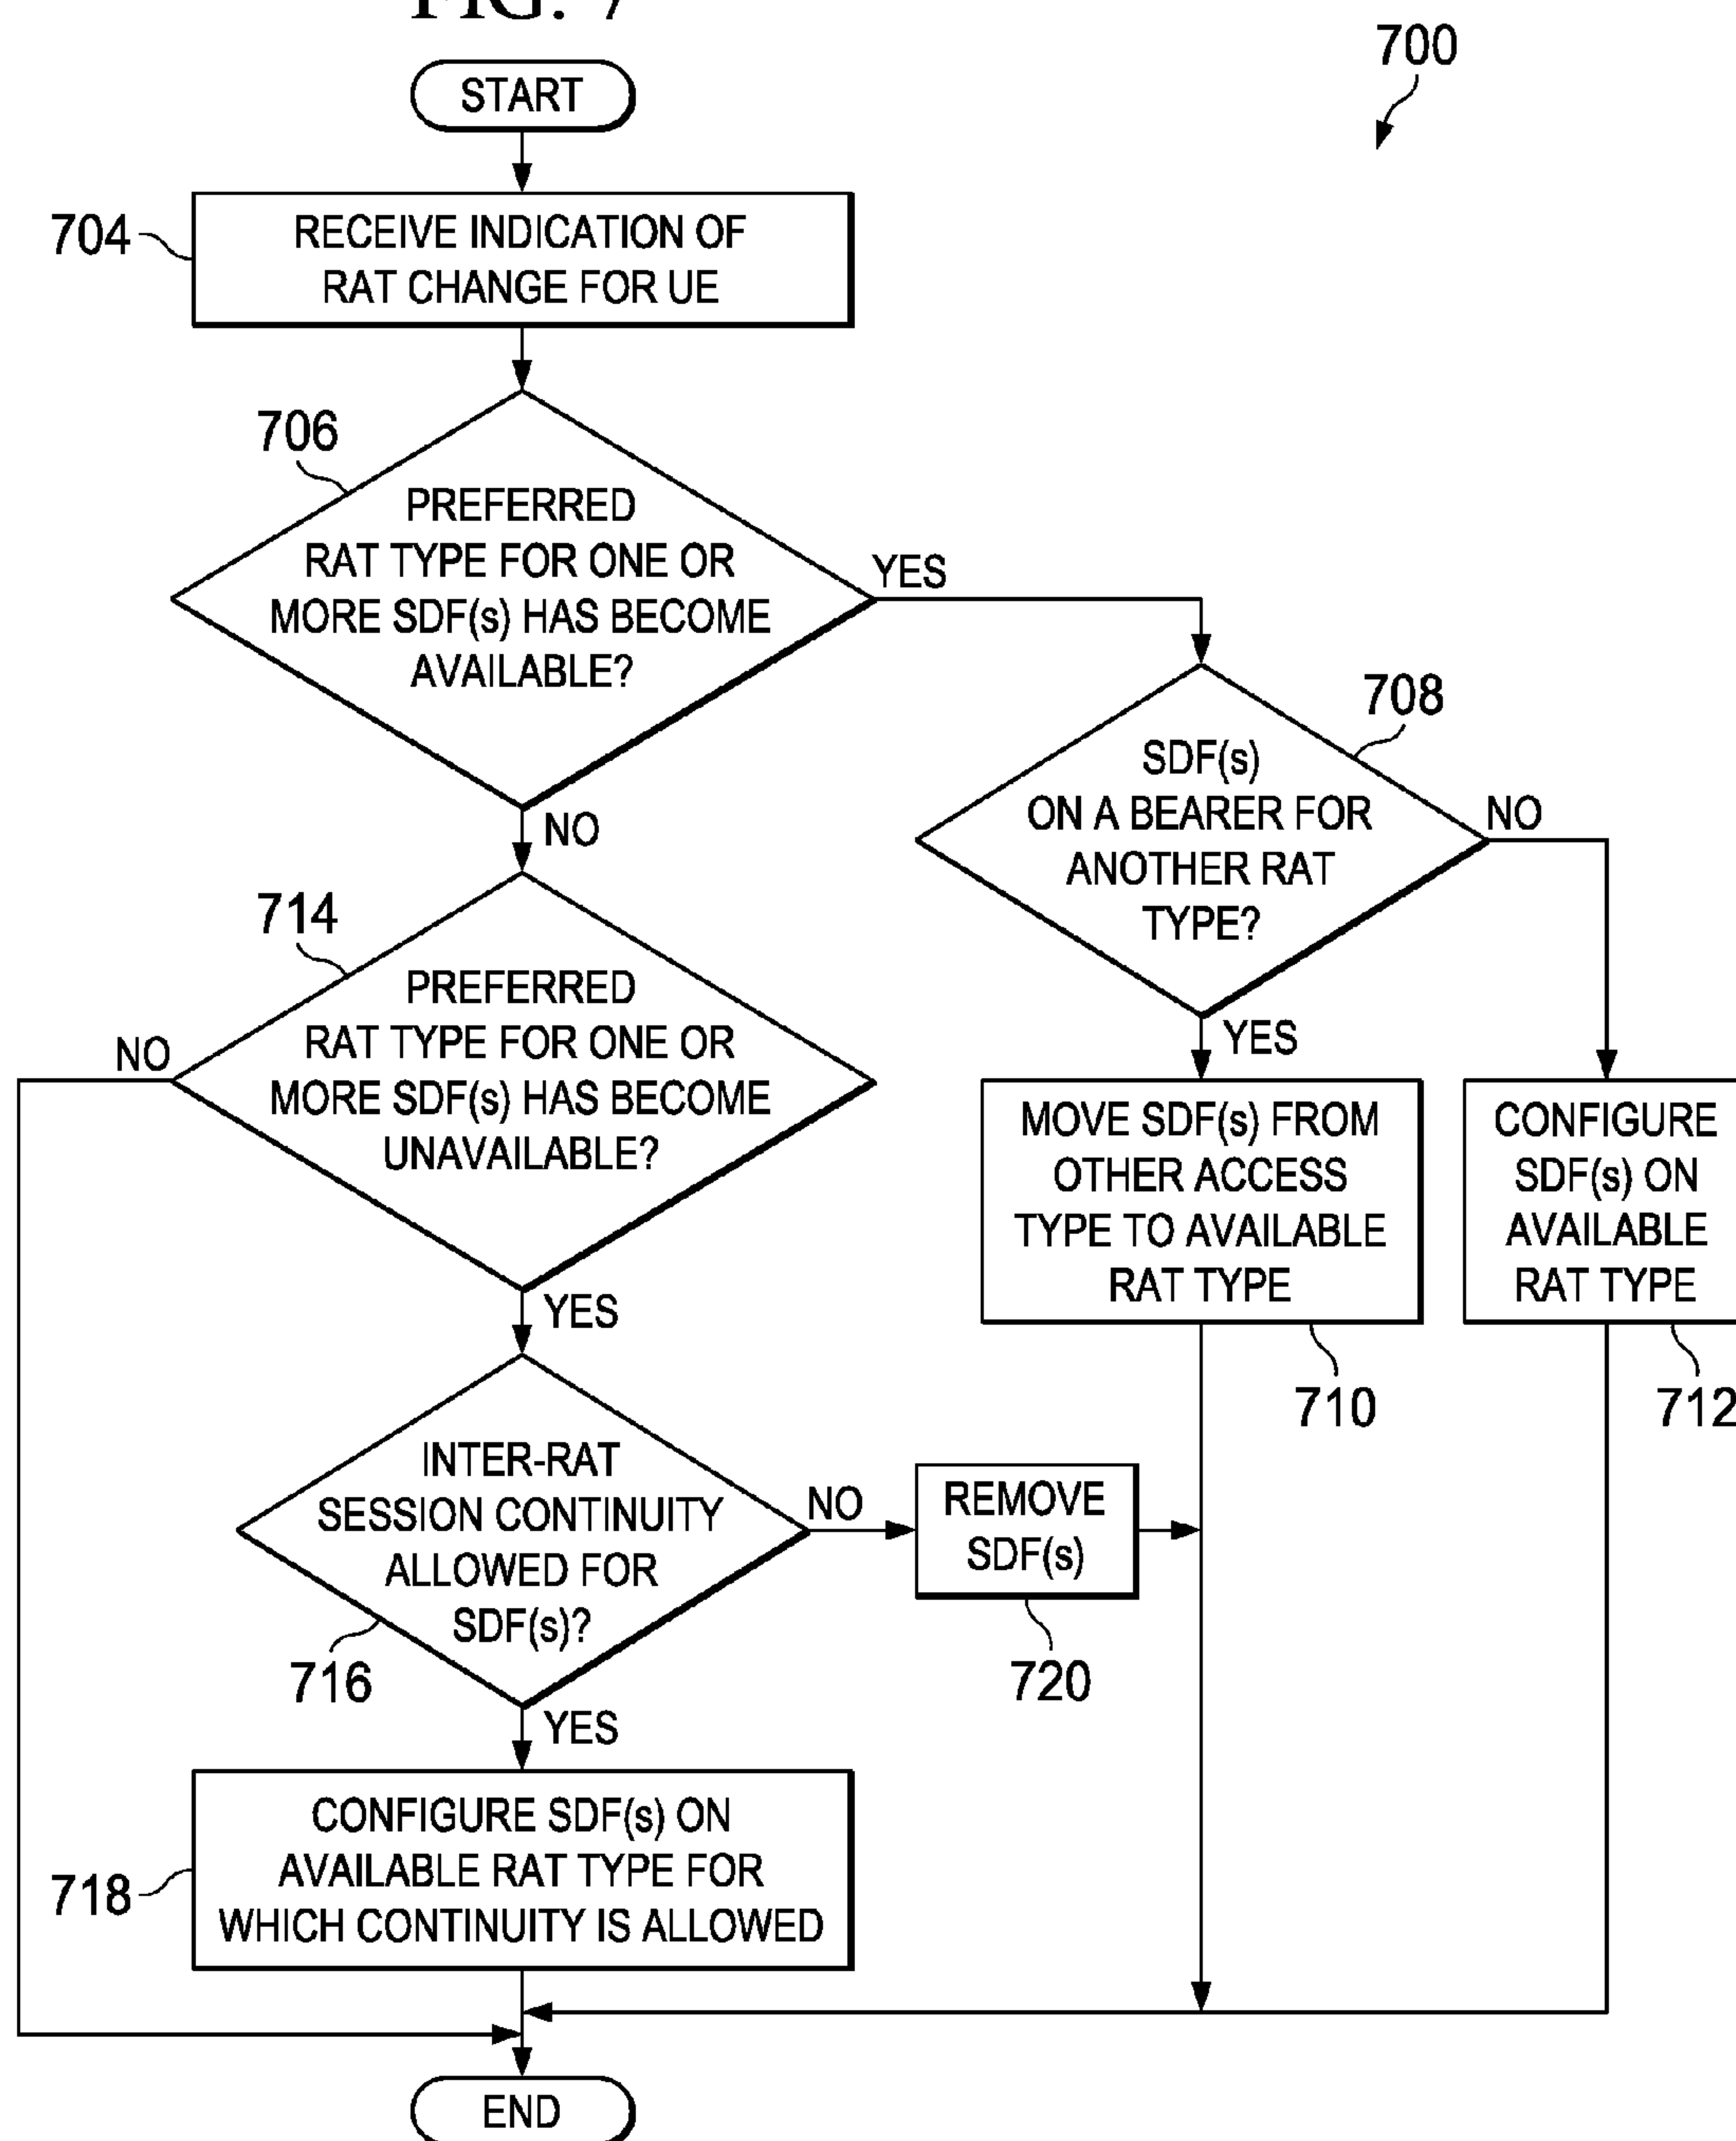 FIG. 7
700
START
704
RECEIVE INDICATION OF
RAT CHANGE FOR UE
706
PREFERRED
RAT TYPE FOR ONE OR
MORE SDF(s) HAS BECOME
AVAILABLE?
YES
NO
708
SDF(s)
ON A BEARER FOR
ANOTHER RAT
TYPE?
NO
YES
714
PREFERRED
RAT TYPE FOR ONE OR
MORE SDF(s) HAS BECOME
UNAVAILABLE?
NO
YES
MOVE SDF(s) FROM
OTHER ACCESS
TYPE TO AVAILABLE
RAT TYPE
710
CONFIGURE
SDF(s) ON
AVAILABLE
RAT TYPE
712
INTER-RAT
SESSION CONTINUITY
ALLOWED FOR
SDF(s)?
716
NO
REMOVE
SDF(s)
720
YES
718
CONFIGURE SDF(s) ON
AVAILABLE RAT TYPE FOR
WHICH CONTINUITY IS ALLOWED
END